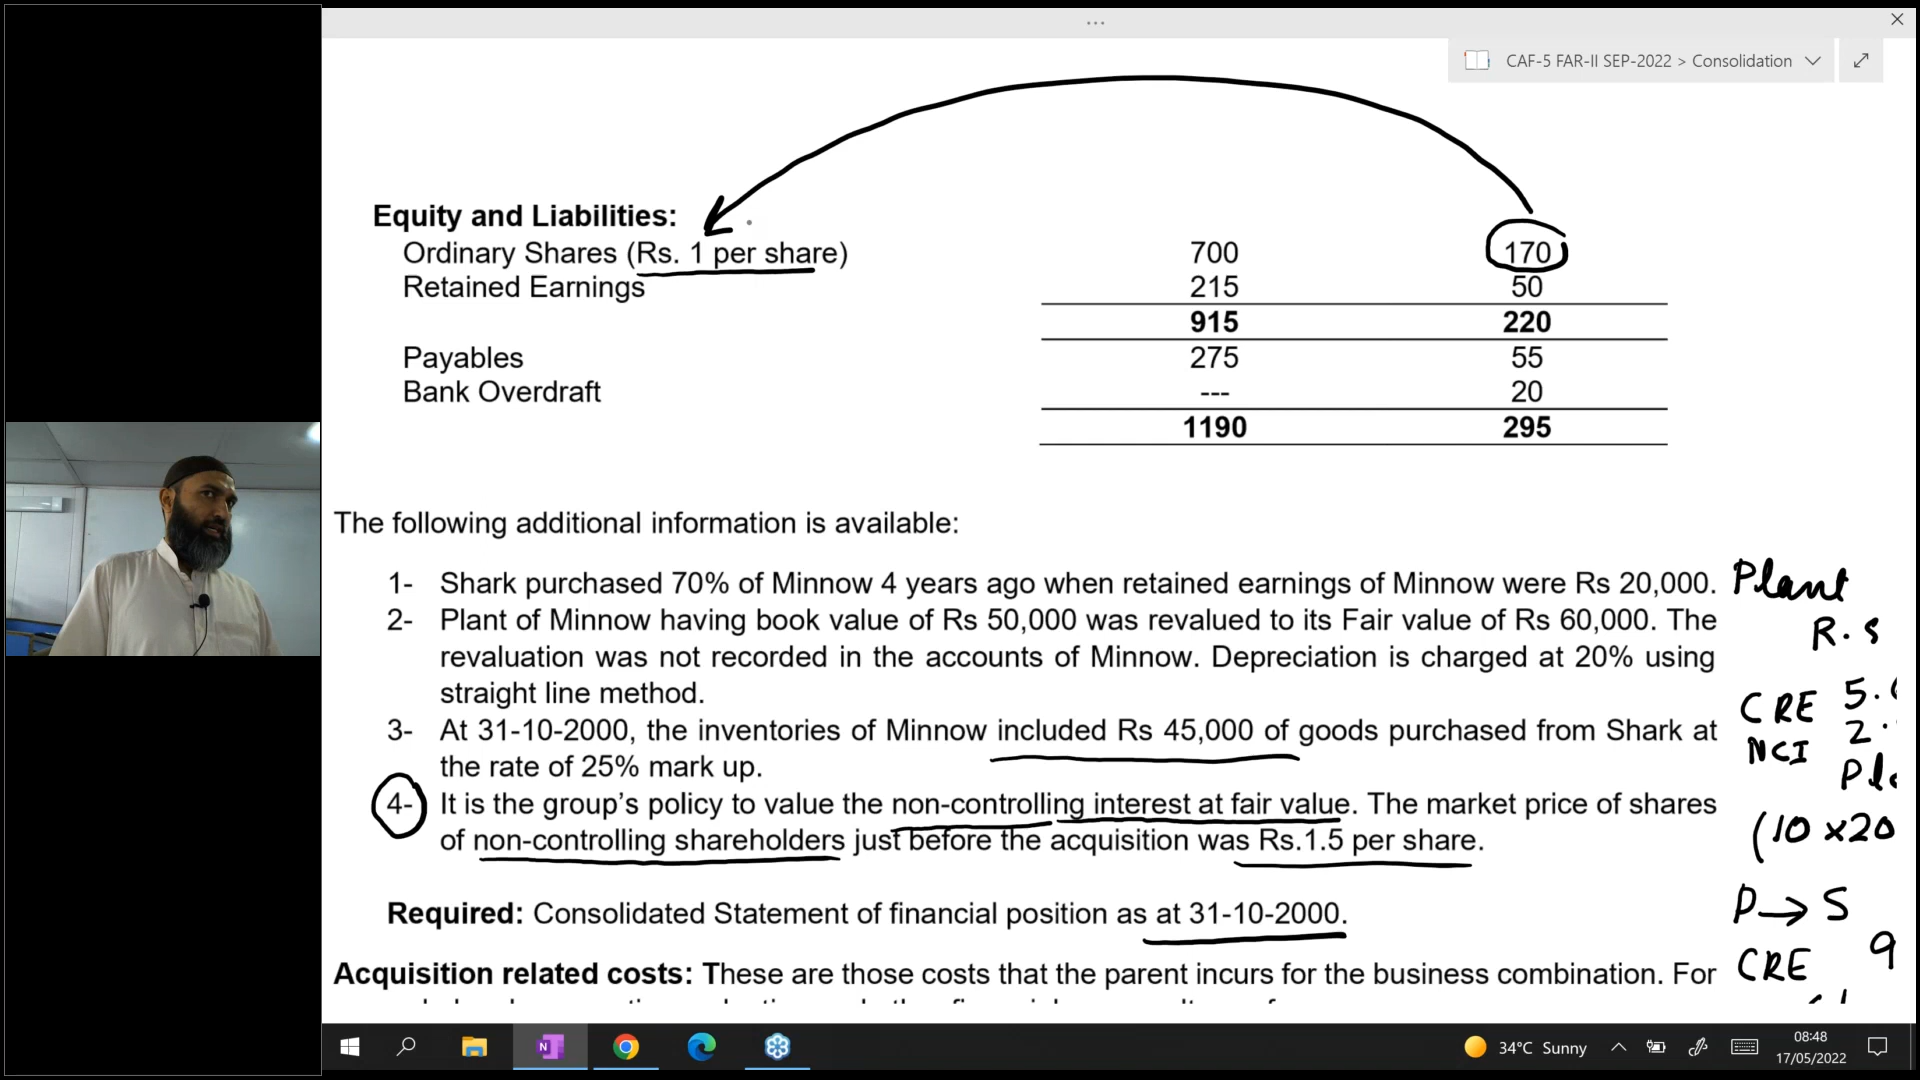 CAF-5 FAR-II SEP-2022 > Consolidation
Equity and Liabilities:
Ordinary Shares (Rs. 1 per share) 700 170
Retained Earnings 215 50
915 220
Payables 275 55
Bank Overdraft --- 20
1190 295
The following additional information is available:
1- Shark purchased 70% of Minnow 4 years ago when retained earnings of Minnow were Rs 20,000.
2- Plant of Minnow having book value of Rs 50,000 was revalued to its Fair value of Rs 60,000. The
revaluation was not recorded in the accounts of Minnow. Depreciation is charged at 20% using
straight line method.
3- At 31-10-2000, the inventories of Minnow included Rs 45,000 of goods purchased from Shark at
the rate of 25% mark up.
4- It is the group's policy to value the non-controlling interest at fair value. The market price of shares
of non-controlling shareholders just before the acquisition was Rs.1.5 per share.
Required: Consolidated Statement of financial position as at 31-10-2000.
Acquisition related costs: These are those costs that the parent incurs for the business combination. For
Plant
R.S
CRE 5.
NCI 2.
(10 x20
P→S
CRE 9
34°C Sunny
08:48
17/05/2022